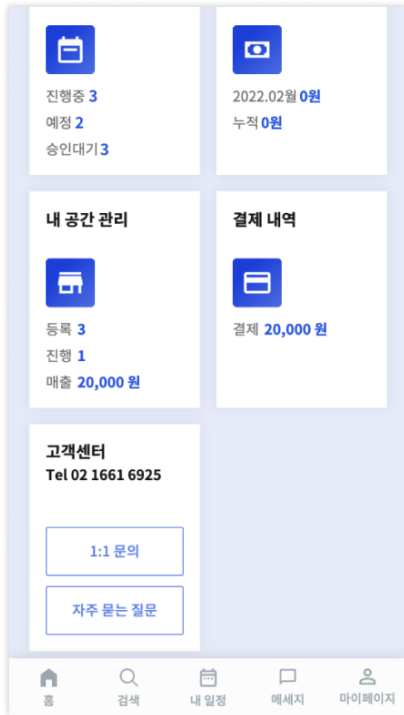 진행중 3
예정 2
승인대기 3
2022.02월 0원
누적 0원
내 공간 관리
등록 3
진행 1
매출 20,000 원
결제 내역
결제 20,000 원
고객센터
Tel 02 1661 6925
1:1 문의
자주 묻는 질문
홈
검색
내 일정
메세지
마이페이지